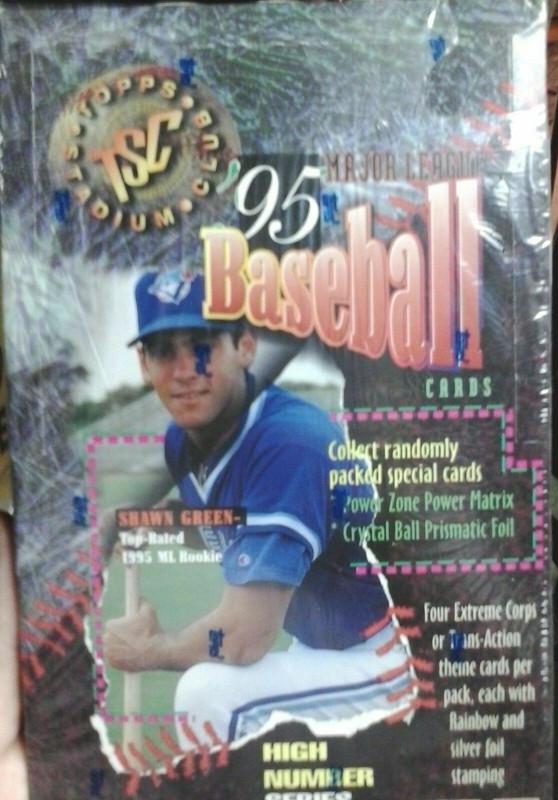 TOPPS • STADIUM • CLUB •
TSC
'95
MAJOR LEAGUE
Baseball
CARDS
Collect randomly
packed special cards
* Power Zone Power Matrix
* Crystal Ball Prismatic Foil
SHAWN GREEN-
Top-Rated
1995 ML Rookie
Four Extreme Corps
or Trans-Action
theme cards per
pack, each with
Rainbow and
silver foil
stamping
HIGH
NUMBER
SERIES